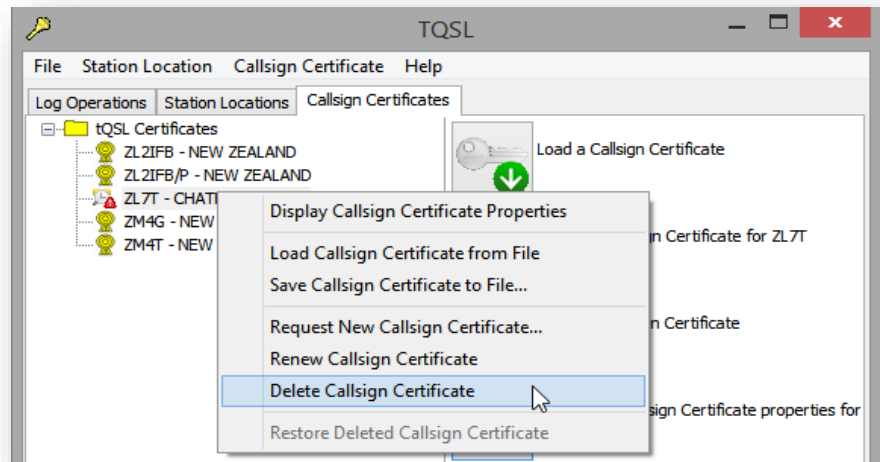 TQSL
File Station Location Callsign Certificate Help
Log Operations Station Locations Callsign Certificates
tQSL Certificates
ZL2IFB - NEW ZEALAND
ZL2IFB/P - NEW ZEALAND
ZL7T -
ZM4G - NEW
ZM4T - NEW
Display Callsign Certificate Properties
Load Callsign Certificate from File
Save Callsign Certificate to File...
Request New Callsign Certificate...
Renew Callsign Certificate
Delete Callsign Certificate
Restore Deleted Callsign Certificate
Load a Callsign Certificate
Certificate for ZL7T
Certificate
Certificate properties for